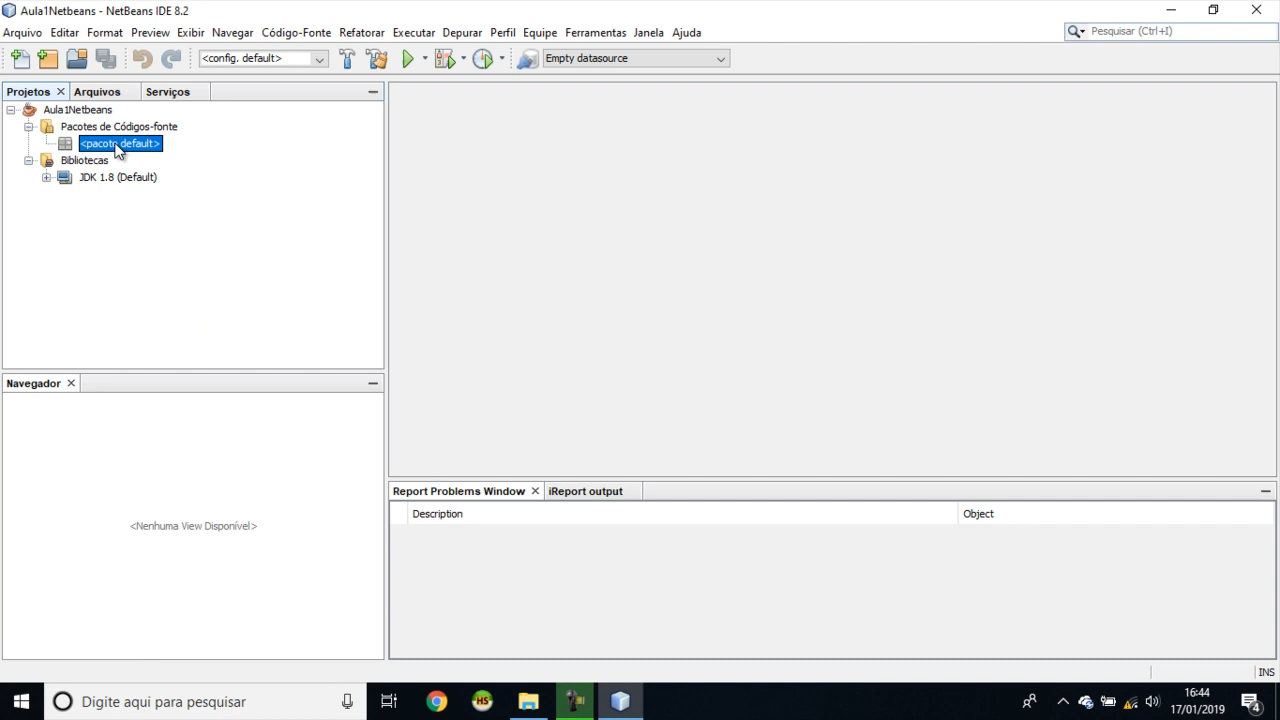 Aula1Netbeans - NetBeans IDE 8.2
Arquivo Editar Format Preview Exibir Navegar Código-Fonte Refatorar Executar Depurar Perfil Equipe Ferramentas Janela Ajuda
Pesquisar (Ctrl+I)
<config. default>
Empty datasource
Projetos Arquivos Serviços
Aula1Netbeans
Pacotes de Códigos-fonte
<pacote default>
Bibliotecas
JDK 1.8 (Default)
Navegador
<Nenhuma View Disponível>
Report Problems Window iReport output
Description Object
INS
Digite aqui para pesquisar
HS
16:44
17/01/2019
4